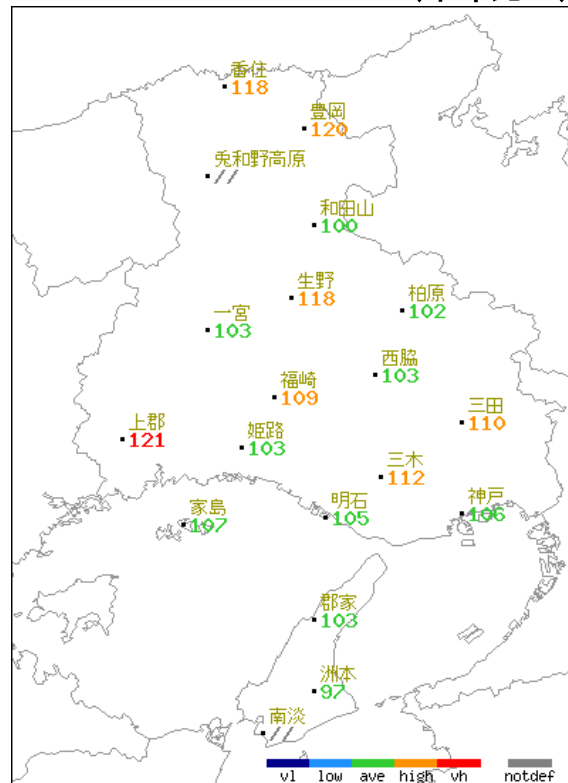 香住
118
豊岡
120
兎和野高原
//
和田山
100
生野
118
柏原
102
一宮
103
西脇
103
福崎
109
三田
110
上郡
121
姫路
103
三木
112
家島
107
明石
105
神戸
106
郡家
103
洲本
97
南淡
//
vl low ave high vh notdef